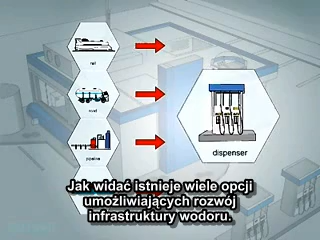 rail
road
pipeline
dispenser
Jak widać istnieje wiele opcji
umożliwiających rozwój
infrastruktury wodoru.